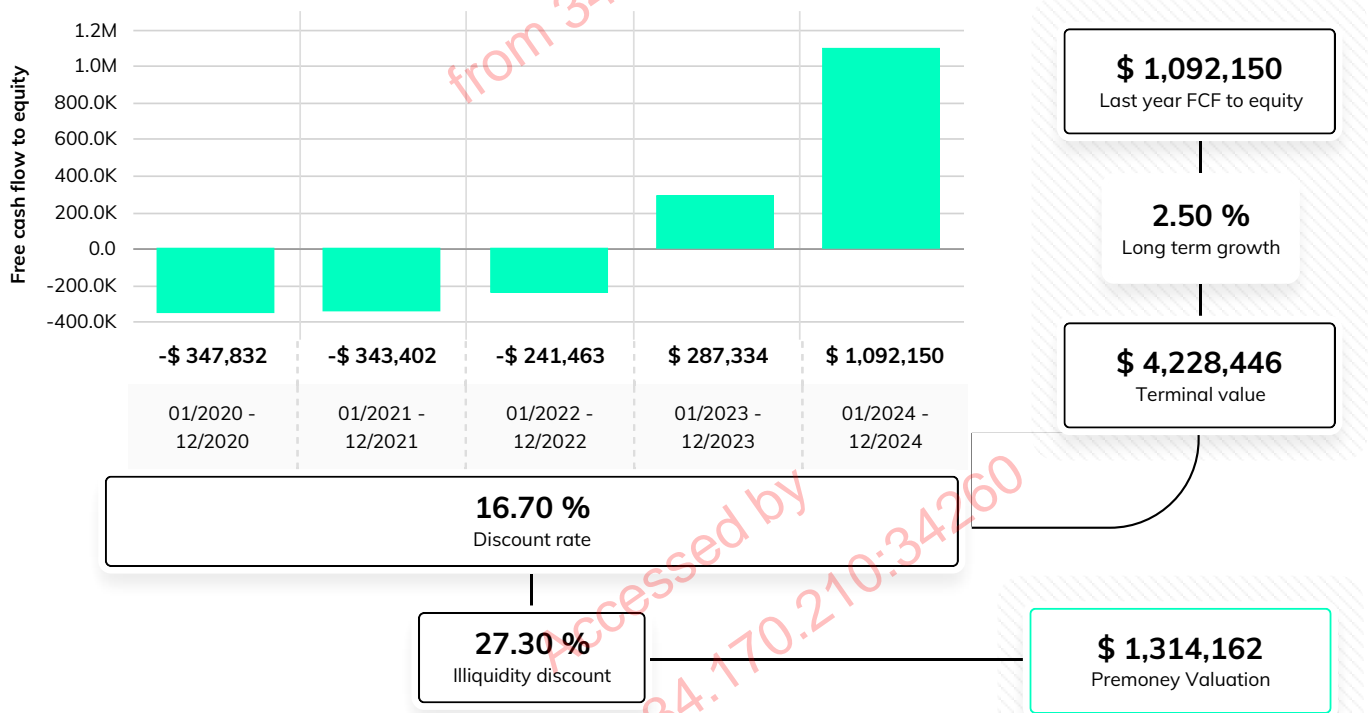 Free cash flow to equity
1.2M
1.0M
800.0K
600.0K
400.0K
200.0K
0.0
-200.0K
-400.0K
-$ 347,832
-$ 343,402
-$ 241,463
$ 287,334
$ 1,092,150
01/2020 -
12/2020
01/2021 -
12/2021
01/2022 -
12/2022
01/2023 -
12/2023
01/2024 -
12/2024
16.70 %
Discount rate
27.30 %
Illiquidity discount
$ 1,092,150
Last year FCF to equity
2.50 %
Long term growth
$ 4,228,446
Terminal value
$ 1,314,162
Premoney Valuation
from 34
Accessed by
34.170.210:34260